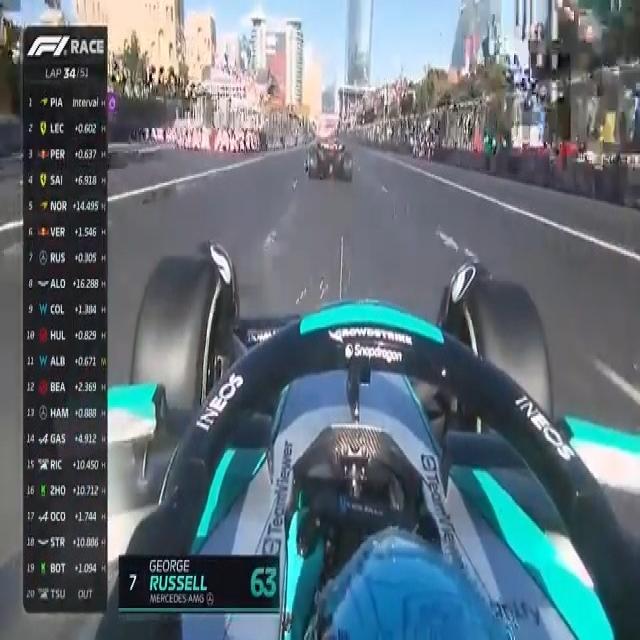 F1 RACE
LAP 34/51
1 PIA Interval H
2 LEC +0.602 H
3 PER +0.637 H
4 SAI +6.918 H
5 NOR +14.495 H
6 VER +1.546 H
7 RUS +0.305 H
8 ALO +16.288 H
9 COL +1.384 H
10 HUL +0.829 H
11 ALB +0.671 M
12 BEA +2.369 H
13 HAM +0.888 H
14 GAS +4.912 H
15 RIC +10.450 H
16 ZHO +10.712 H
17 OCO +1.744 H
18 STR +10.886 H
19 BOT +1.094 H
20 TSU OUT
CROWDSTRIKE
Snapdragon
INEOS
INEOS
TeamViewer
TeamViewer
7 GEORGE
RUSSELL 63
MERCEDES-AMG